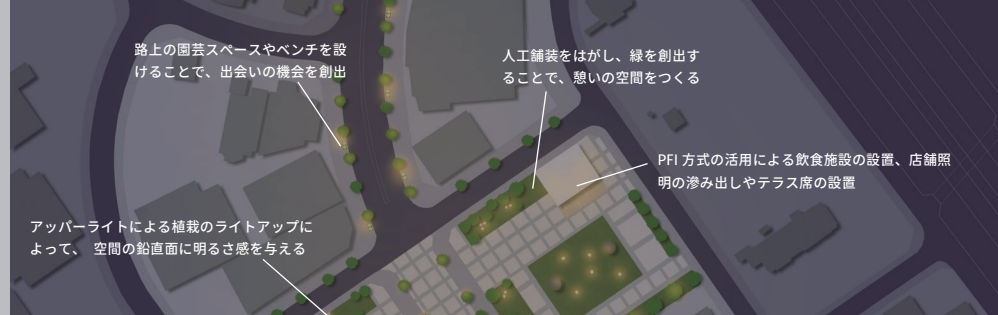 路上の園芸スペースやベンチを設
けることで、出会いの機会を創出
人工舗装をはがし、緑を創出す
ることで、憩いの空間をつくる
PFI 方式の活用による飲食施設の設置、店舗照
明の滲み出しやテラス席の設置
アッパーライトによる植栽のライトアップに
よって、 空間の鉛直面に明るさ感を与える